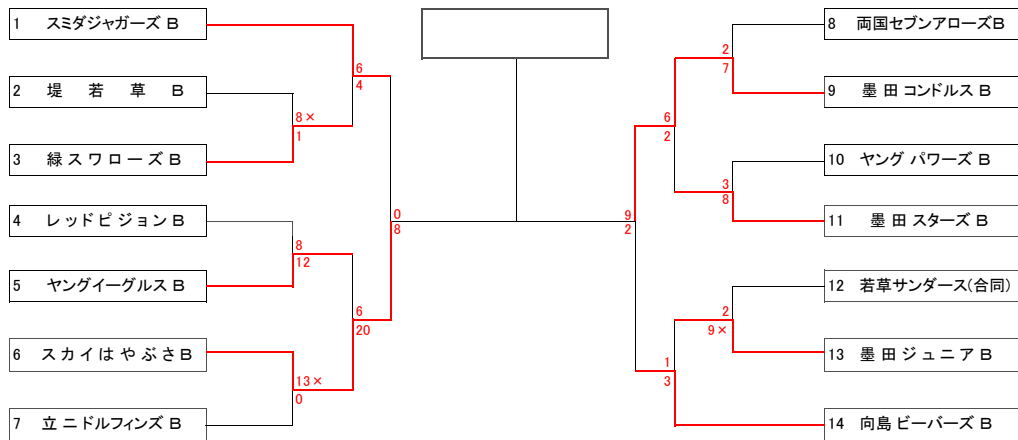 1 スミダジャガーズ B
2 堤 若 草 B
3 緑 スワローズ B
4 レッドピジョン B
5 ヤングイーグルス B
6 スカイはやぶさ B
7 立ニドルフィンズ B
6
4
8×
1
8
12
6
20
13×
0
0
8
8 両国セブンアローズB
9 墨田コンドルス B
10 ヤング パワーズ B
11 墨田 スターズ B
12 若草サンダース(合同)
13 墨田ジュニア B
14 向島 ビーバーズ B
2
7
6
2
3
8
9
2
2
9×
1
3